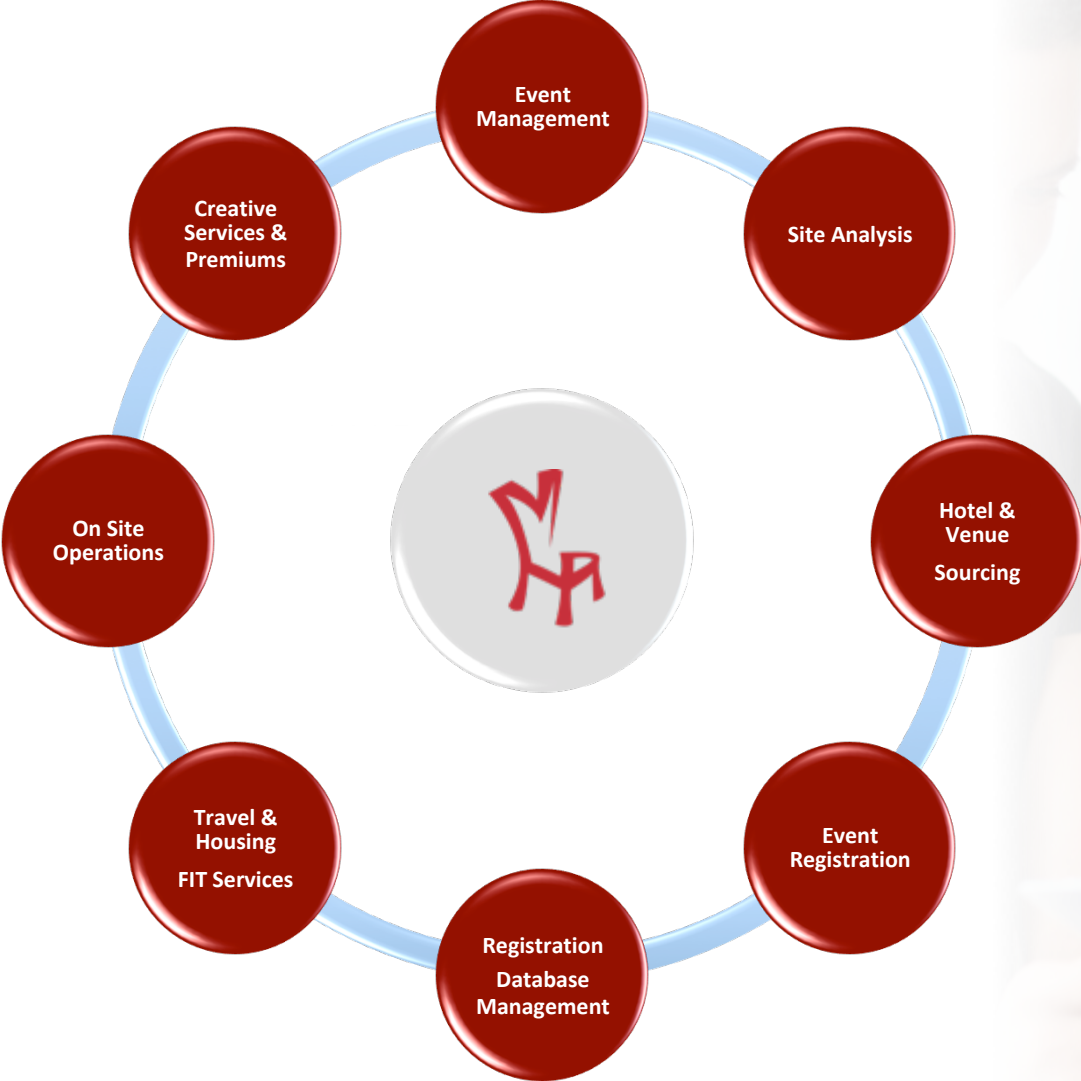 Event
Management
Site Analysis
Hotel &
Venue
Sourcing
Event
Registration
Registration
Database
Management
Travel &
Housing
FIT Services
On Site
Operations
Creative
Services &
Premiums